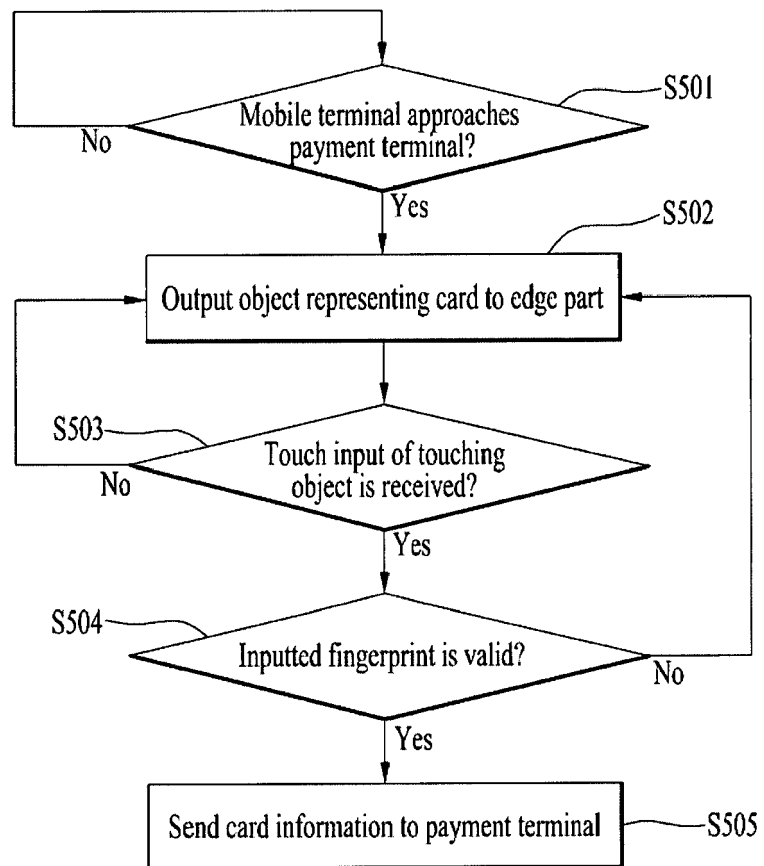 S501
Mobile terminal approaches
payment terminal?
No
Yes
S502
Output object representing card to edge part
S503
Touch input of touching
object is received?
No
Yes
S504
Inputted fingerprint is valid?
No
Yes
Send card information to payment terminal
S505